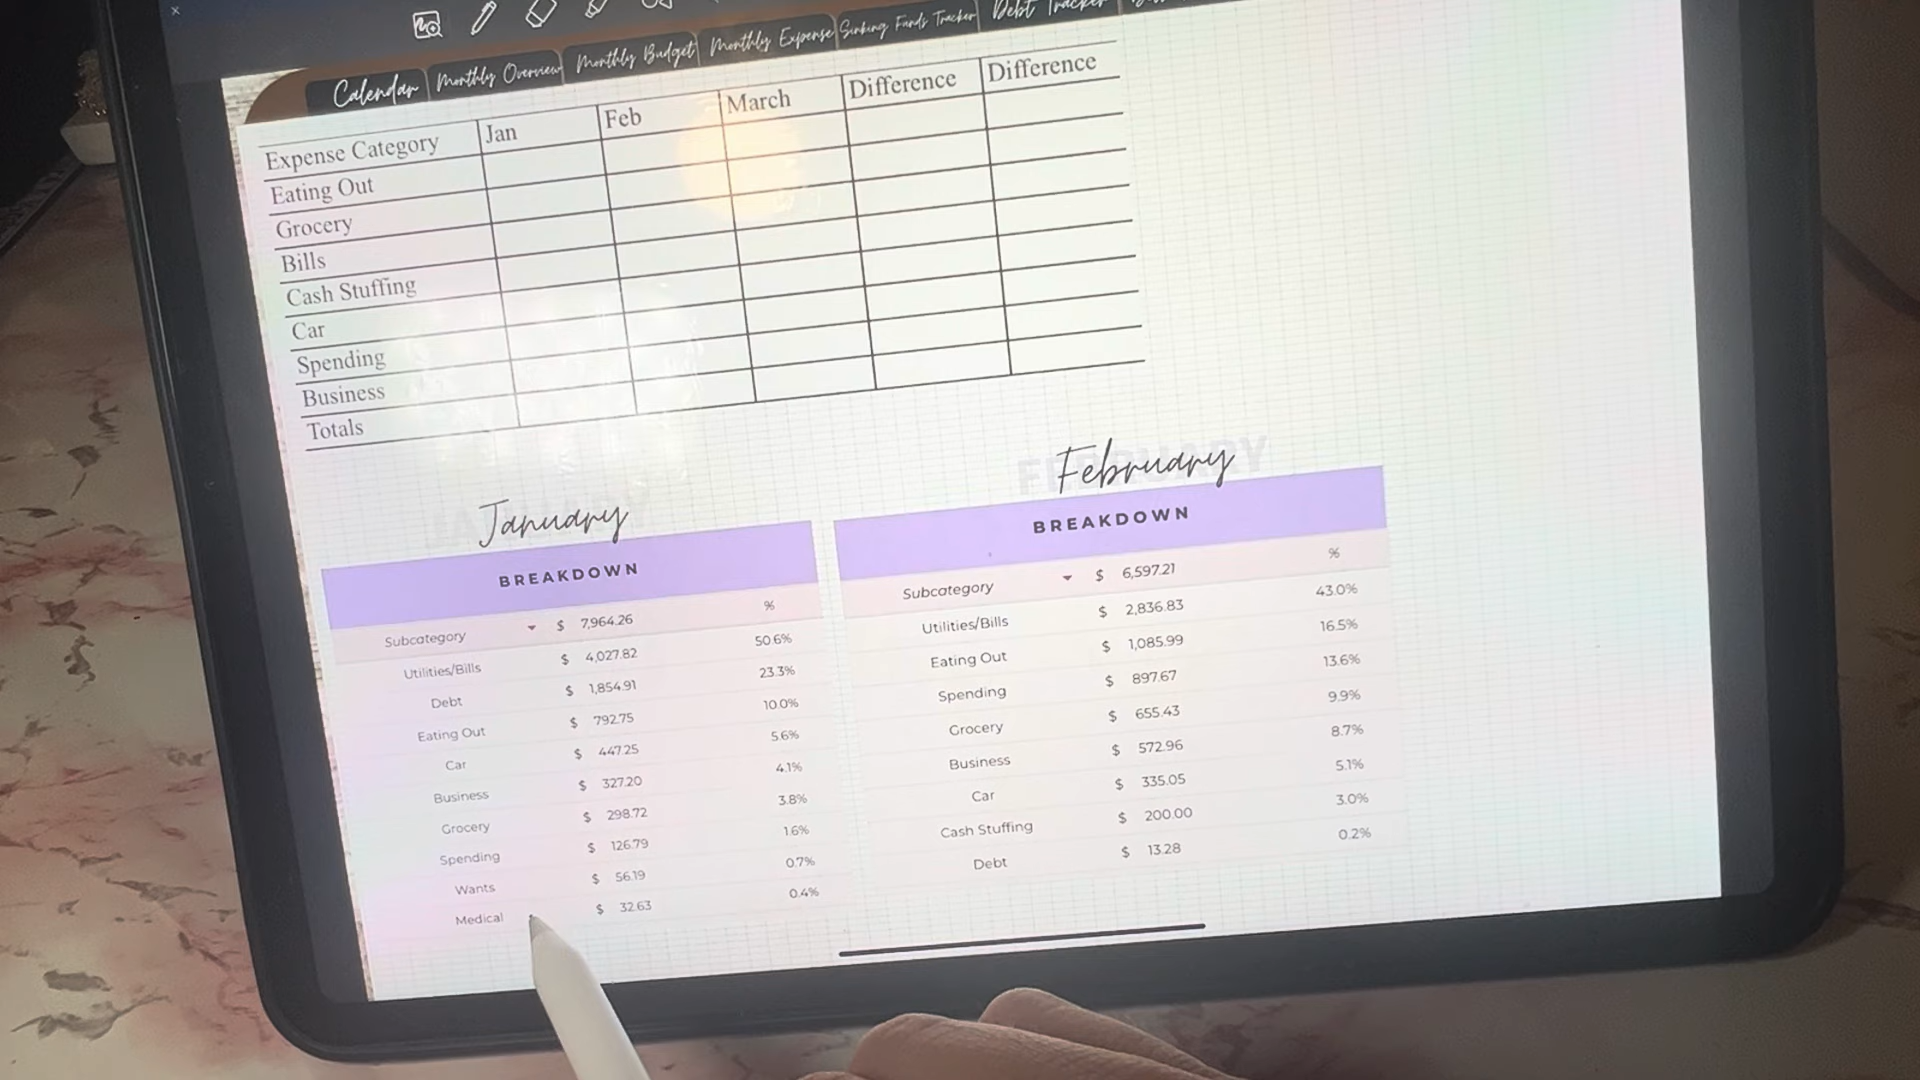 Calendar Monthly Overview Monthly Budget Monthly Expense Sinking Funds Tracker Debt Tracker
Expense Category Jan Feb March Difference Difference
Eating Out
Grocery
Bills
Cash Stuffing
Car
Spending
Business
Totals
January
BREAKDOWN
Subcategory $ 7,964.26 %
Utilities/Bills $ 4,027.82 50.6%
Debt $ 1,854.91 23.3%
Eating Out $ 792.75 10.0%
Car $ 447.25 5.6%
Business $ 327.20 4.1%
Grocery $ 298.72 3.8%
Spending $ 126.79 1.6%
Wants $ 56.19 0.7%
Medical $ 32.63 0.4%
FEBRUARY
February
BREAKDOWN
Subcategory $ 6,597.21 %
Utilities/Bills $ 2,836.83 43.0%
Eating Out $ 1,085.99 16.5%
Spending $ 897.67 13.6%
Grocery $ 655.43 9.9%
Business $ 572.96 8.7%
Car $ 335.05 5.1%
Cash Stuffing $ 200.00 3.0%
Debt $ 13.28 0.2%